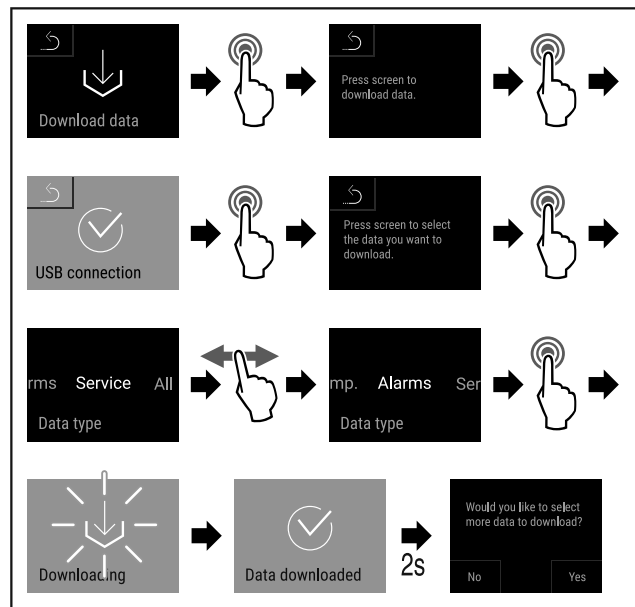 Download data
Press screen to
download data.
USB connection
Press screen to select
the data you want to
download.
rms Service All
Data type
mp. Alarms Ser
Data type
Downloading
Data downloaded
2s
Would you like to select
more data to download?
No Yes